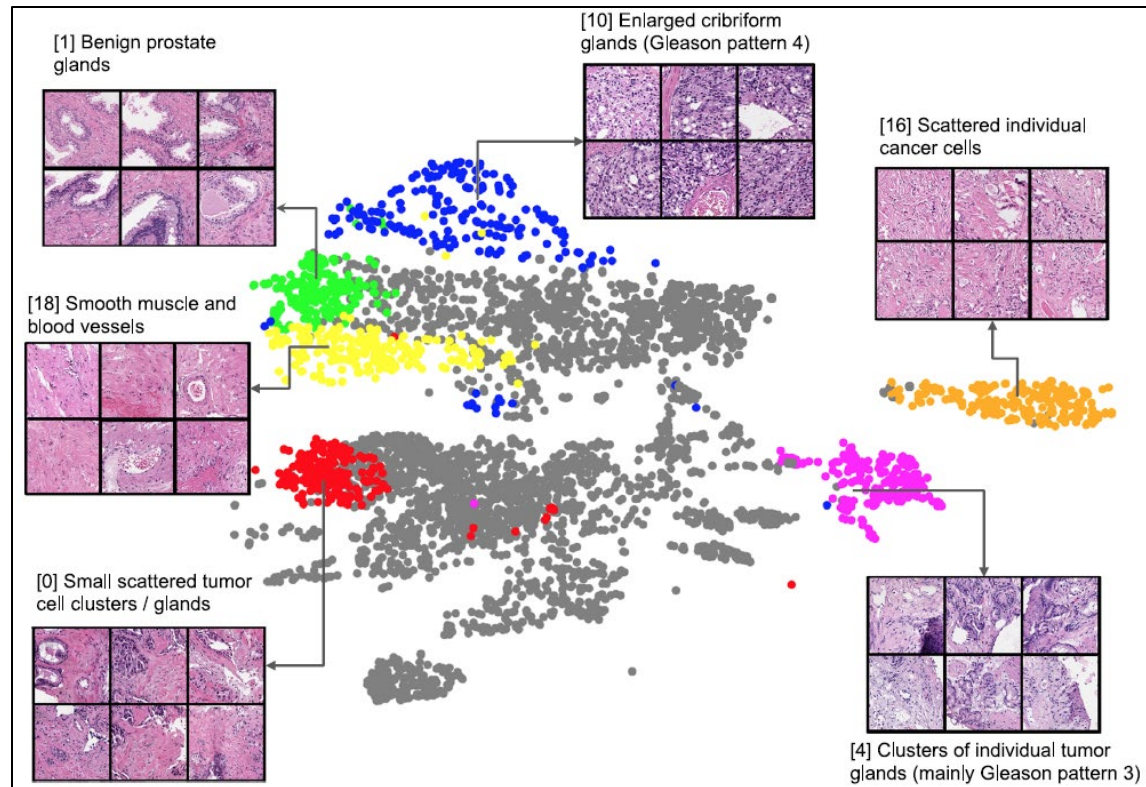 [1] Benign prostate
glands
[10] Enlarged cribriform
glands (Gleason pattern 4)
[16] Scattered individual
cancer cells
[18] Smooth muscle and
blood vessels
[0] Small scattered tumor
cell clusters / glands
[4] Clusters of individual tumor
glands (mainly Gleason pattern 3)